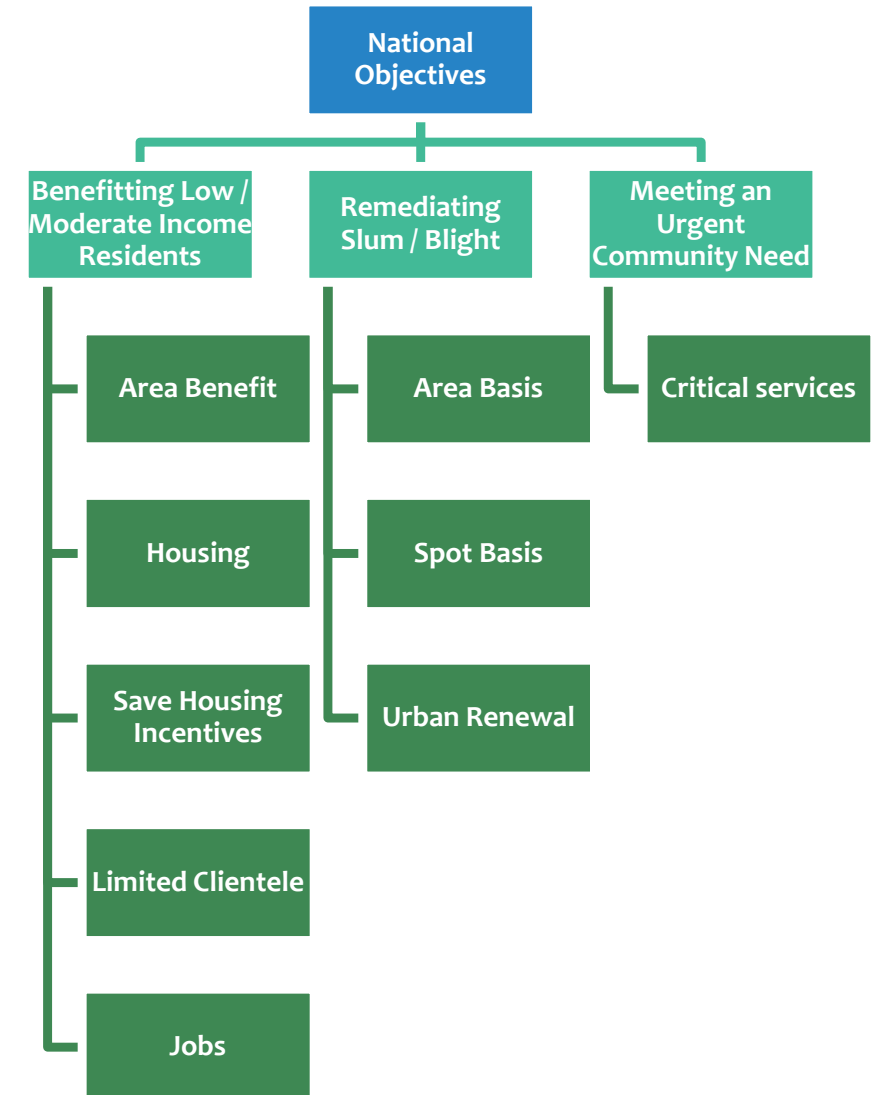 National
Objectives
Benefitting Low /
Moderate Income
Residents
Remediating
Slum / Blight
Meeting an
Urgent
Community Need
Area Benefit
Housing
Save Housing
Incentives
Limited Clientele
Jobs
Area Basis
Spot Basis
Urban Renewal
Critical services